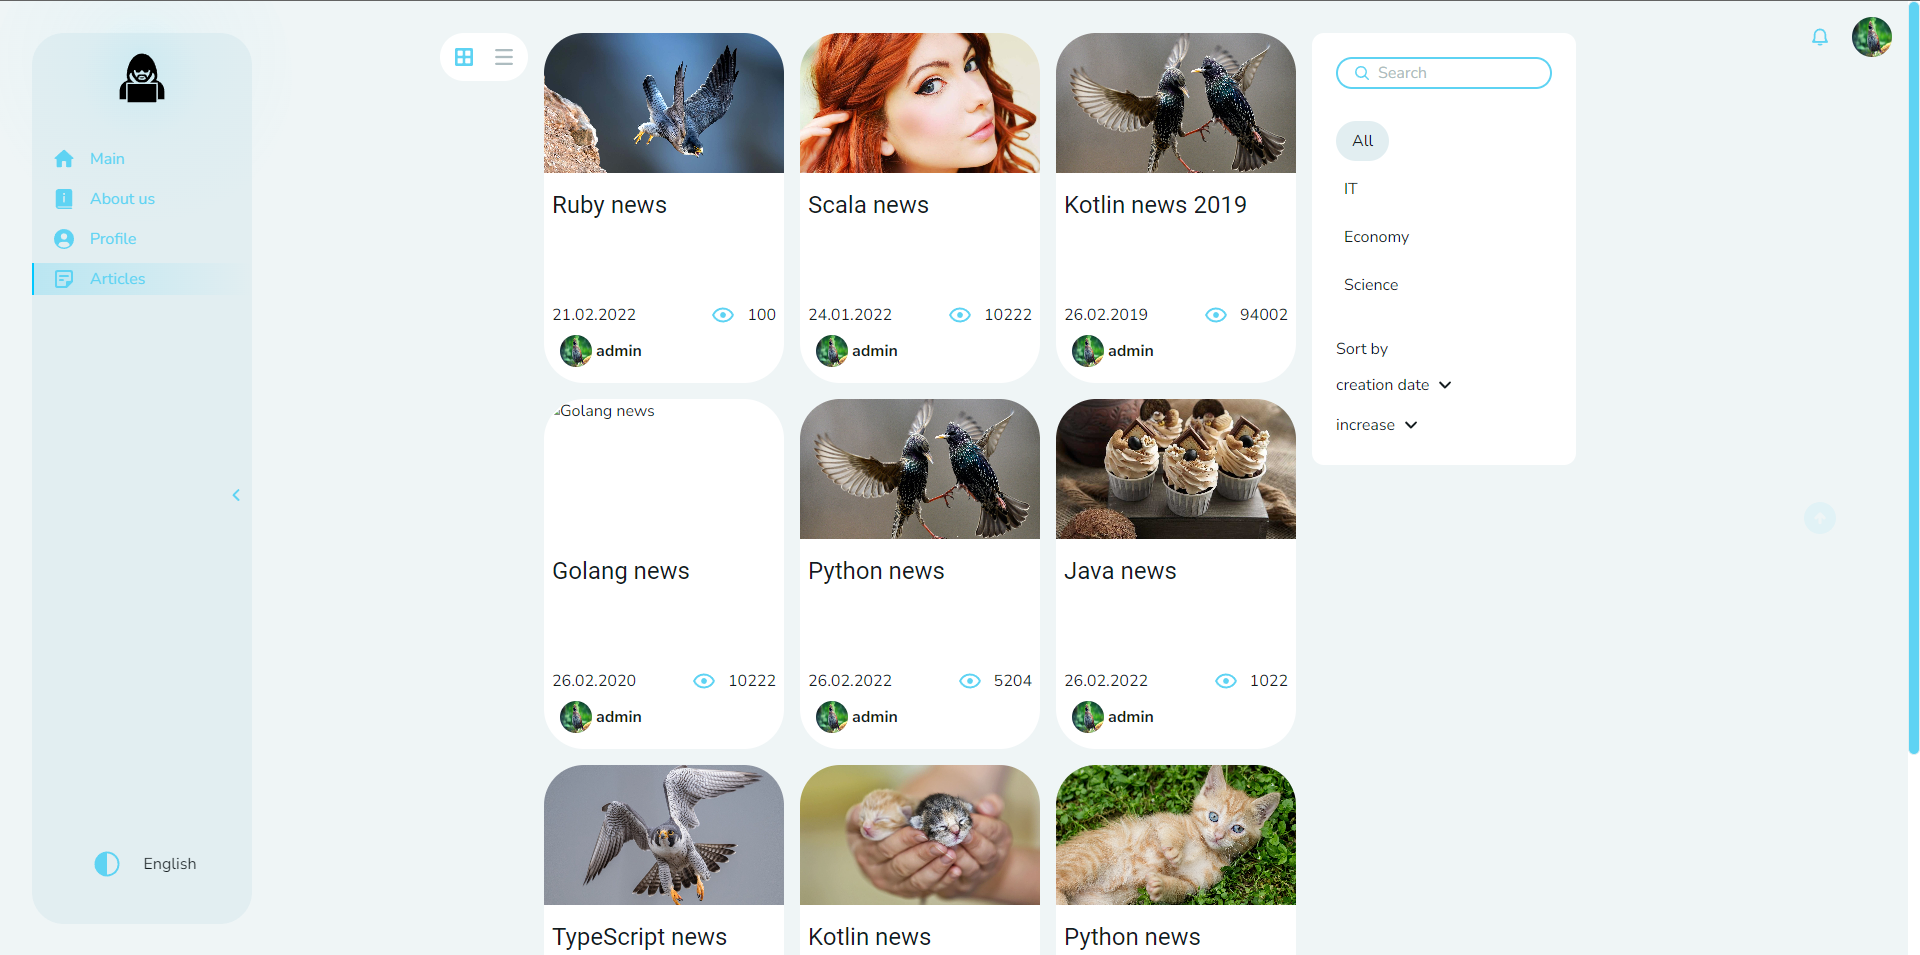 Main
About us
Profile
Articles
English
Ruby news
21.02.2022 100
admin
Scala news
24.01.2022 10222
admin
Kotlin news 2019
26.02.2019 94002
admin
Golang news
Golang news
26.02.2020 10222
admin
Python news
26.02.2022 5204
admin
Java news
26.02.2022 1022
admin
TypeScript news
Kotlin news
Python news
Search
All
IT
Economy
Science
Sort by
creation date
increase